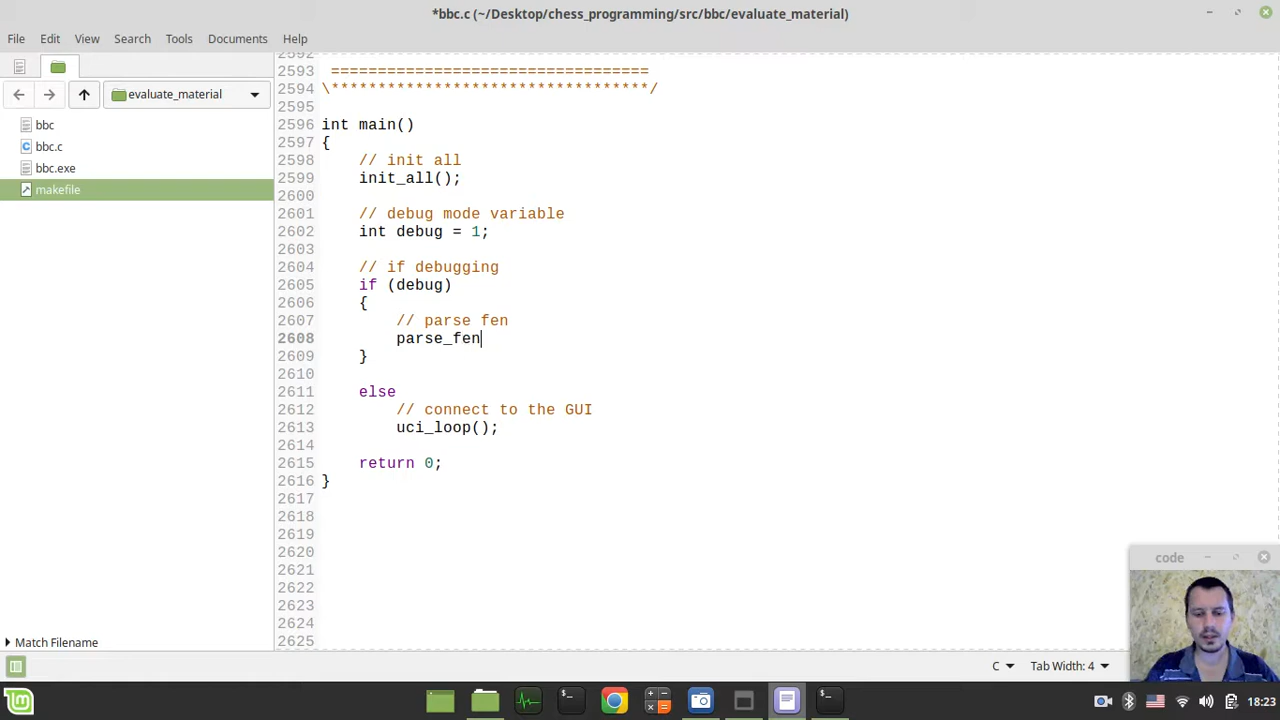 *bbc.c (~/Desktop/chess_programming/src/bbc/evaluate_material)
File Edit View Search Tools Documents Help
evaluate_material
bbc
bbc.c
bbc.exe
makefile
Match Filename
2592
2593 ==================================
2594 \**********************************/
2595
2596 int main()
2597 {
2598 // init all
2599 init_all();
2600
2601 // debug mode variable
2602 int debug = 1;
2603
2604 // if debugging
2605 if (debug)
2606 {
2607 // parse fen
2608 parse_fen
2609 }
2610
2611 else
2612 // connect to the GUI
2613 uci_loop();
2614
2615 return 0;
2616 }
2617
2618
2619
2620
2621
2622
2623
2624
2625
code
C Tab Width: 4
18:23